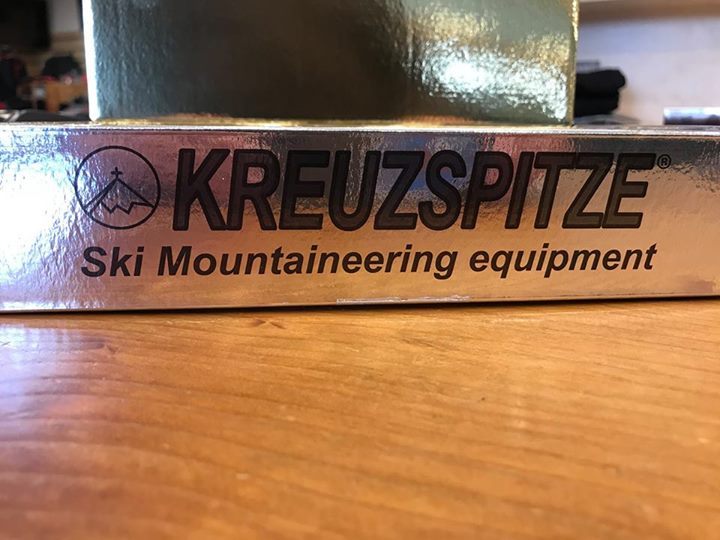 KREUZSPITZE®
Ski Mountaineering equipment